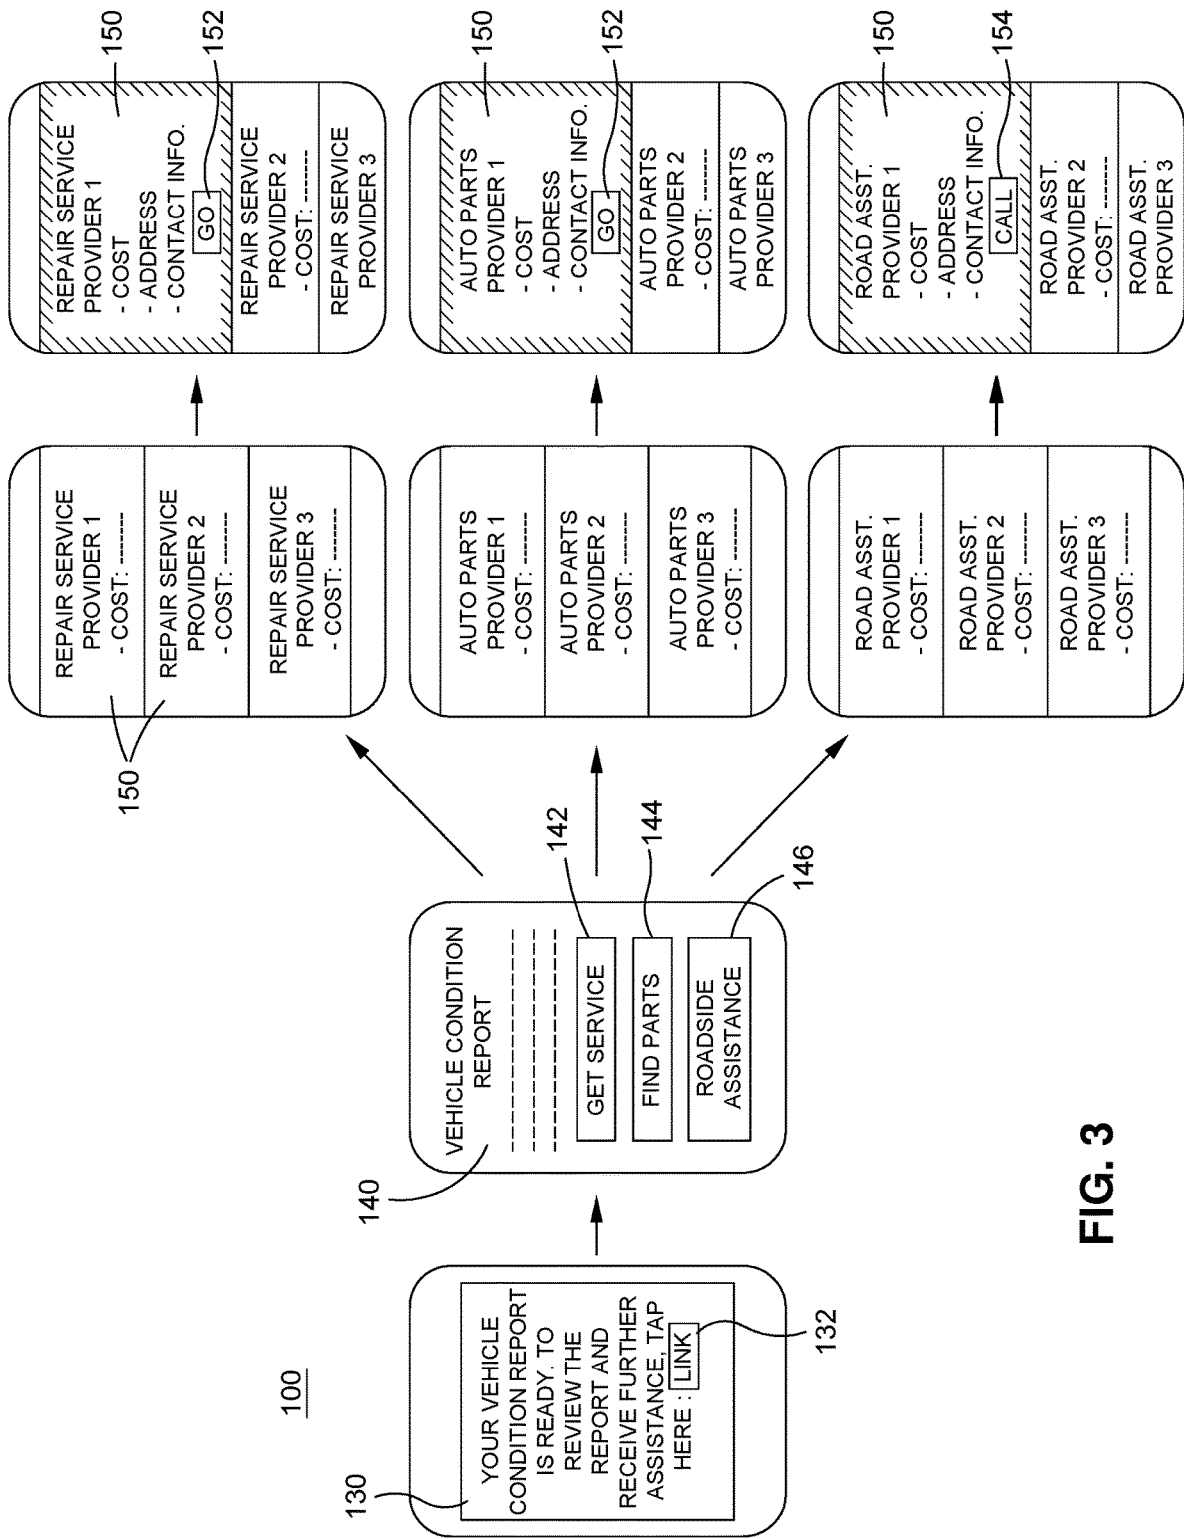 100
130
YOUR VEHICLE
CONDITION REPORT
IS READY. TO
REVIEW THE
REPORT AND
RECEIVE FURTHER
ASSISTANCE, TAP
HERE : LINK
132
140
VEHICLE CONDITION
REPORT
GET SERVICE
142
FIND PARTS
144
ROADSIDE
ASSISTANCE
146
150
REPAIR SERVICE
PROVIDER 1
- COST: ------
REPAIR SERVICE
PROVIDER 2
- COST: ------
REPAIR SERVICE
PROVIDER 3
- COST: ------
REPAIR SERVICE
PROVIDER 1
- COST
- ADDRESS
- CONTACT INFO.
GO
150
152
REPAIR SERVICE
PROVIDER 2
- COST: ------
REPAIR SERVICE
PROVIDER 3
AUTO PARTS
PROVIDER 1
- COST: ------
AUTO PARTS
PROVIDER 2
- COST: ------
AUTO PARTS
PROVIDER 3
- COST: ------
AUTO PARTS
PROVIDER 1
- COST
- ADDRESS
- CONTACT INFO.
GO
150
152
AUTO PARTS
PROVIDER 2
- COST: ------
AUTO PARTS
PROVIDER 3
ROAD ASST.
PROVIDER 1
- COST: ------
ROAD ASST.
PROVIDER 2
- COST: ------
ROAD ASST.
PROVIDER 3
- COST: ------
ROAD ASST.
PROVIDER 1
- COST
- ADDRESS
- CONTACT INFO.
CALL
150
154
ROAD ASST.
PROVIDER 2
- COST: ------
ROAD ASST.
PROVIDER 3
FIG. 3